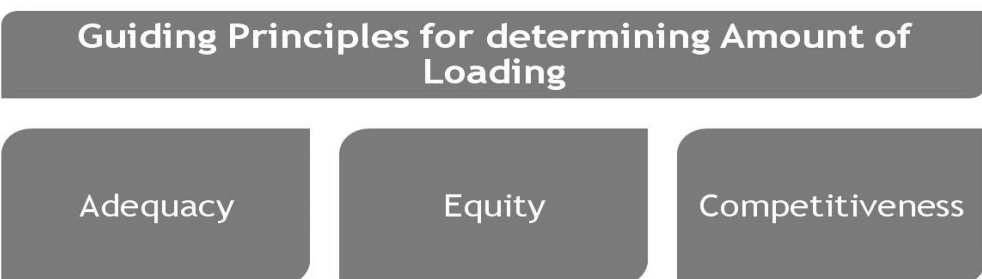 Guiding Principles for determining Amount of
Loading
Adequacy
Equity
Competitiveness